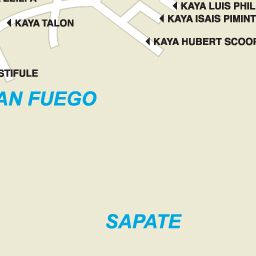 KAYA LUIS PHIL
KAYA ISAIS PIMINT
KAYA TALON
KAYA HUBERT SCOOP
STIFULE
AN FUEGO
SAPATE